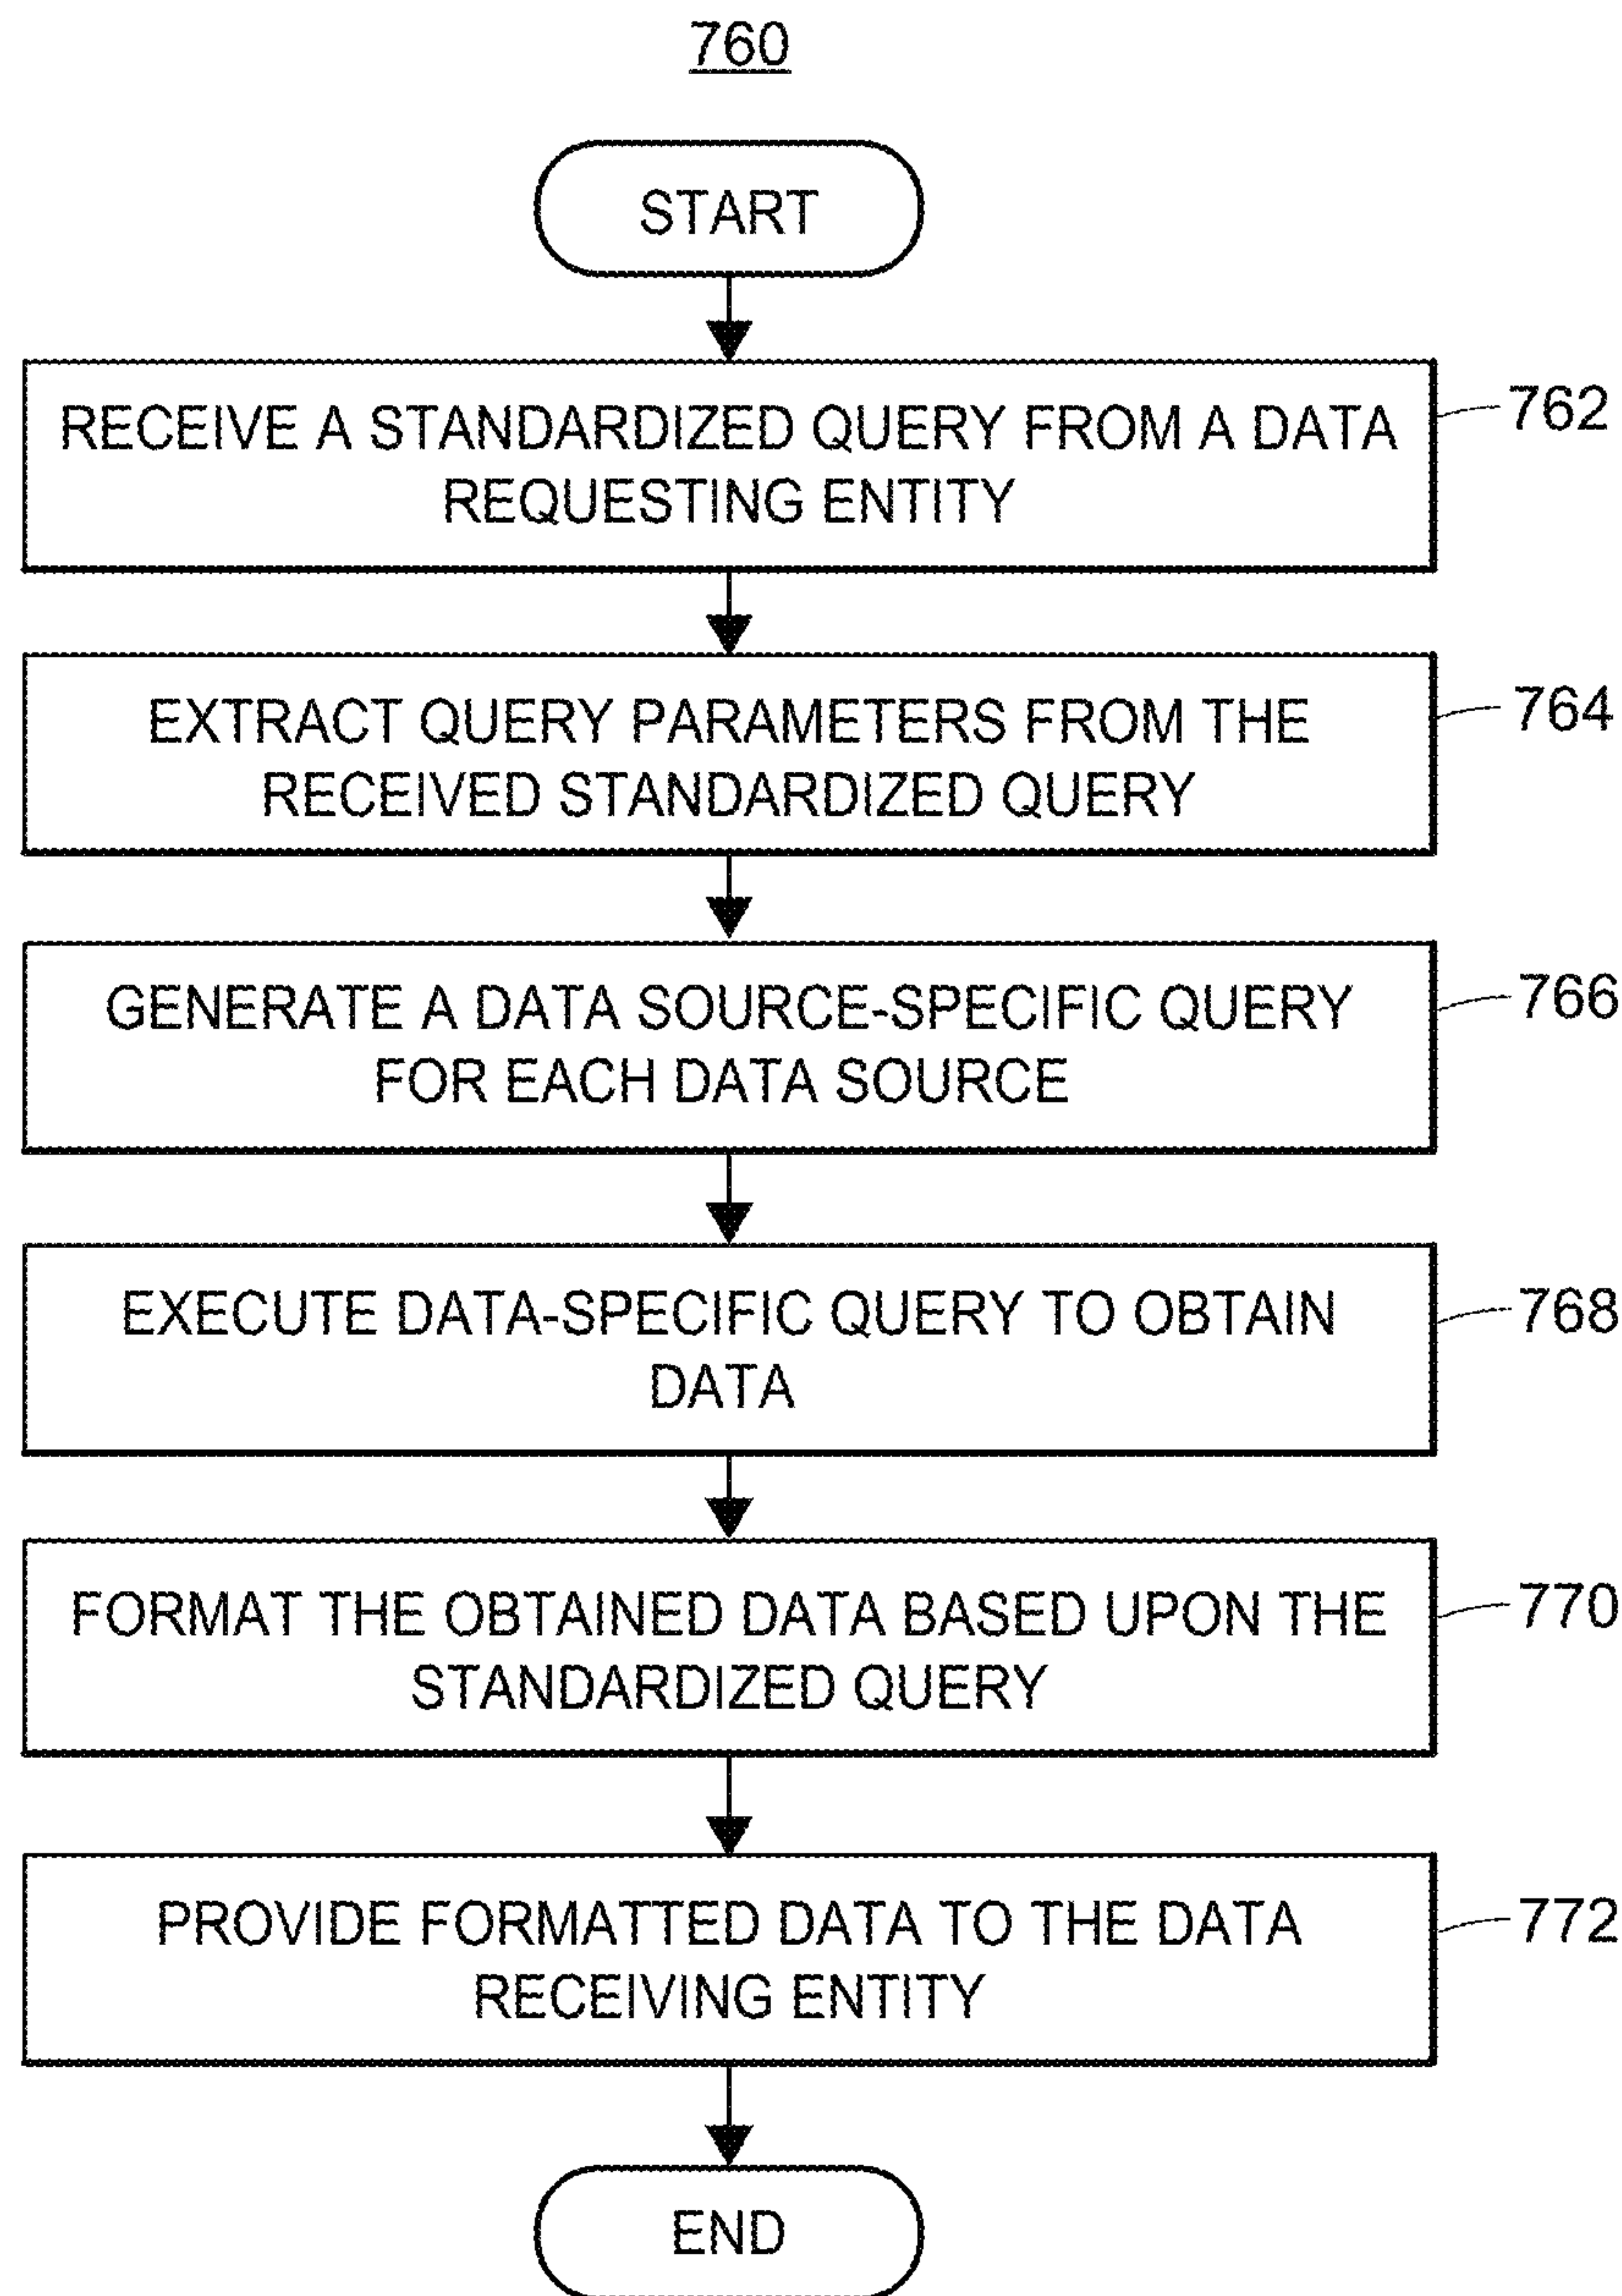 760
START
RECEIVE A STANDARDIZED QUERY FROM A DATA
REQUESTING ENTITY
762
EXTRACT QUERY PARAMETERS FROM THE
RECEIVED STANDARDIZED QUERY
764
GENERATE A DATA SOURCE-SPECIFIC QUERY
FOR EACH DATA SOURCE
766
EXECUTE DATA-SPECIFIC QUERY TO OBTAIN
DATA
768
FORMAT THE OBTAINED DATA BASED UPON THE
STANDARDIZED QUERY
770
PROVIDE FORMATTED DATA TO THE DATA
RECEIVING ENTITY
772
END